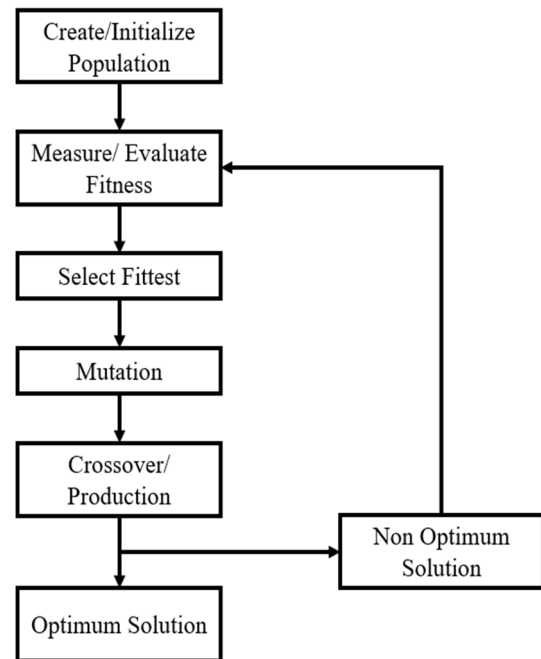 Create/Initialize
Population
Measure/ Evaluate
Fitness
Select Fittest
Mutation
Crossover/
Production
Non Optimum
Solution
Optimum Solution